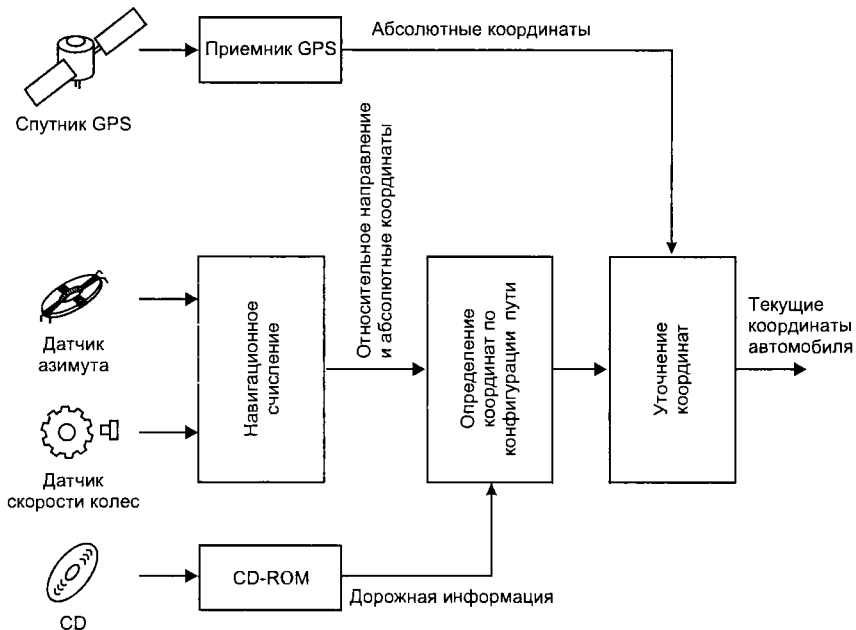 Приемник GPS
Абсолютные координаты
Спутник GPS
Относительное направление
и абсолютные координаты
Датчик
азимута
Навигационное
счисление
Определение
координат по
конфигурации пути
Уточнение
координат
Текущие
координаты
автомобиля
Датчик
скорости колес
CD-ROM
Дорожная информация
CD